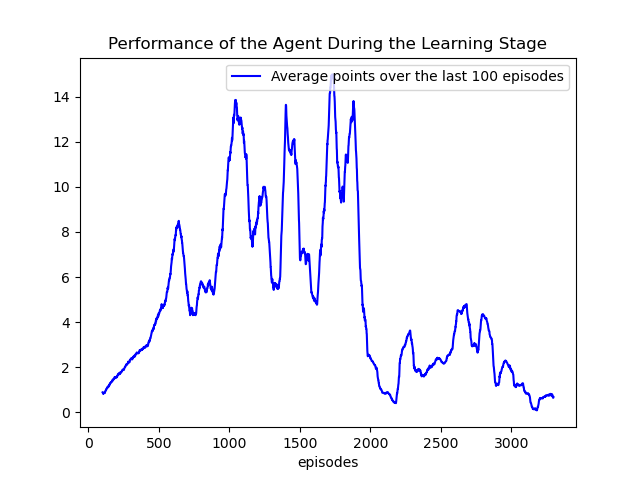 Performance of the Agent During the Learning Stage
Average points over the last 100 episodes
14
12
10
8
6
4
2
0
0 500 1000 1500 2000 2500 3000
episodes